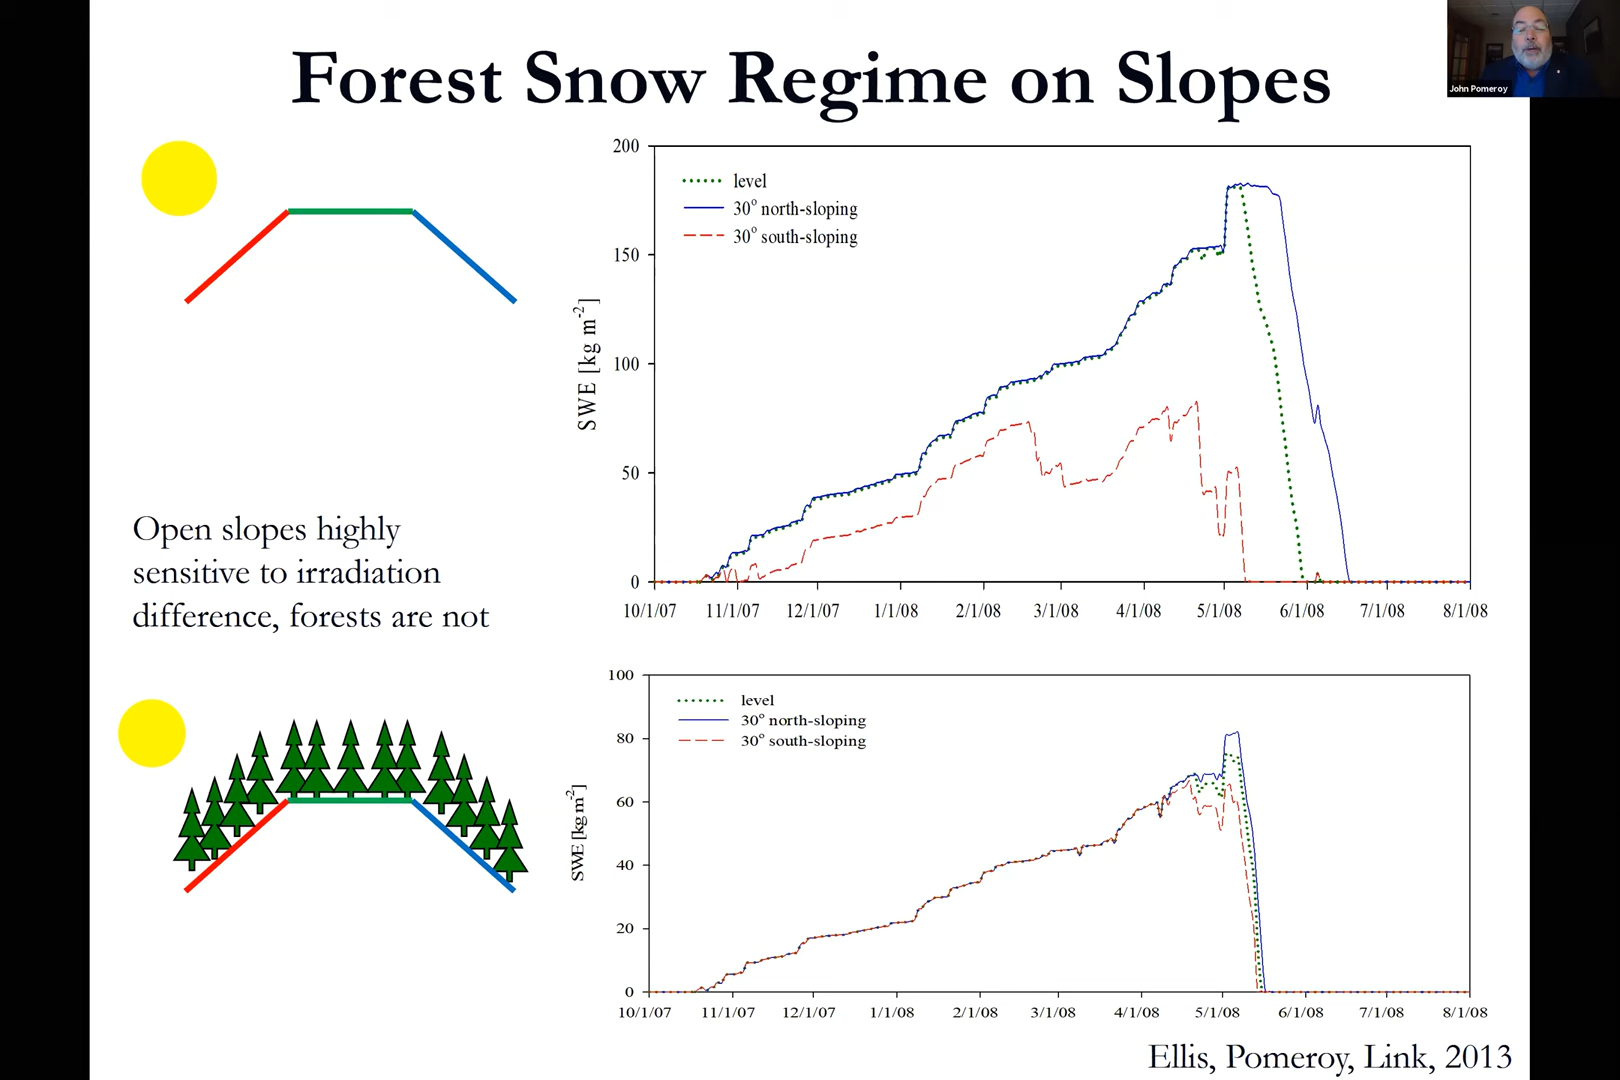 Forest Snow Regime on Slopes
John Pomeroy
200
150
100
50
0
SWE [kg m-2]
level
30o north-sloping
30o south-sloping
10/1/07 11/1/07 12/1/07 1/1/08 2/1/08 3/1/08 4/1/08 5/1/08 6/1/08 7/1/08 8/1/08
Open slopes highly
sensitive to irradiation
difference, forests are not
100
80
60
40
20
0
SWE [kg m-2]
level
30o north-sloping
30o south-sloping
10/1/07 11/1/07 12/1/07 1/1/08 2/1/08 3/1/08 4/1/08 5/1/08 6/1/08 7/1/08 8/1/08
Ellis, Pomeroy, Link, 2013